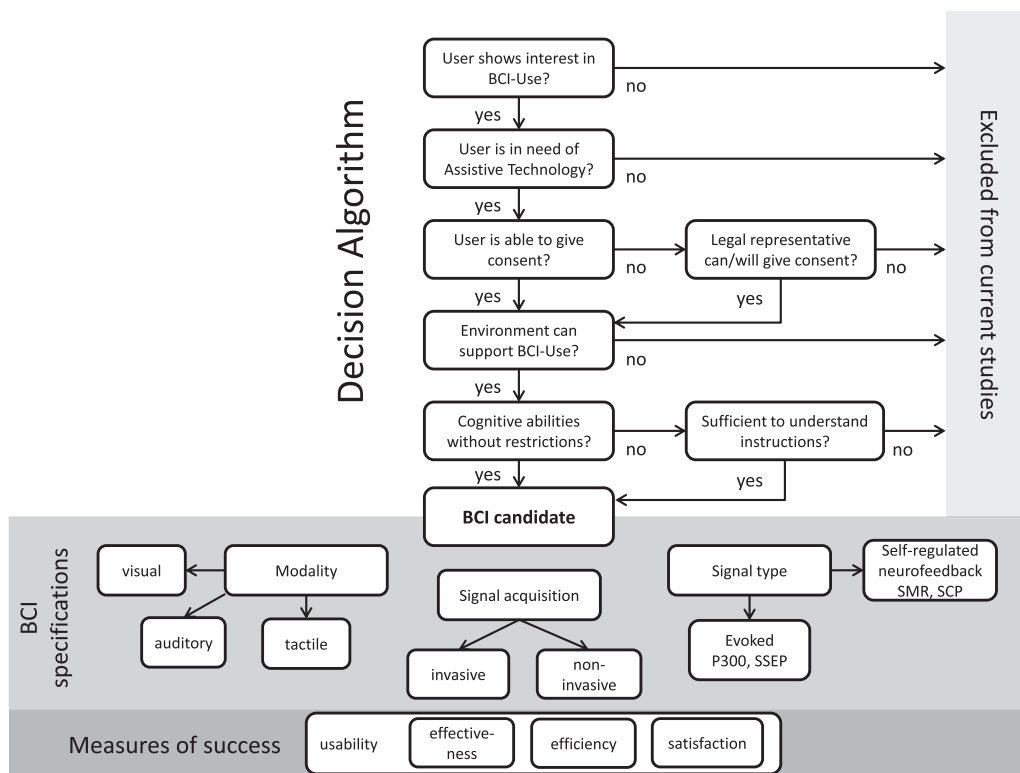 Decision Algorithm
User shows interest in
BCI-Use?
no
yes
User is in need of
Assistive Technology?
no
yes
User is able to give
consent?
no
Legal representative
can/will give consent?
no
yes
yes
Environment can
support BCI-Use?
no
yes
Cognitive abilities
without restrictions?
no
Sufficient to understand
instructions?
no
yes
yes
BCI candidate
Excluded from current studies
BCI
specifications
visual
Modality
auditory
tactile
Signal acquisition
invasive
non-
invasive
Signal type
Self-regulated
neurofeedback
SMR, SCP
Evoked
P300, SSEP
Measures of success
usability
effective-
ness
efficiency
satisfaction